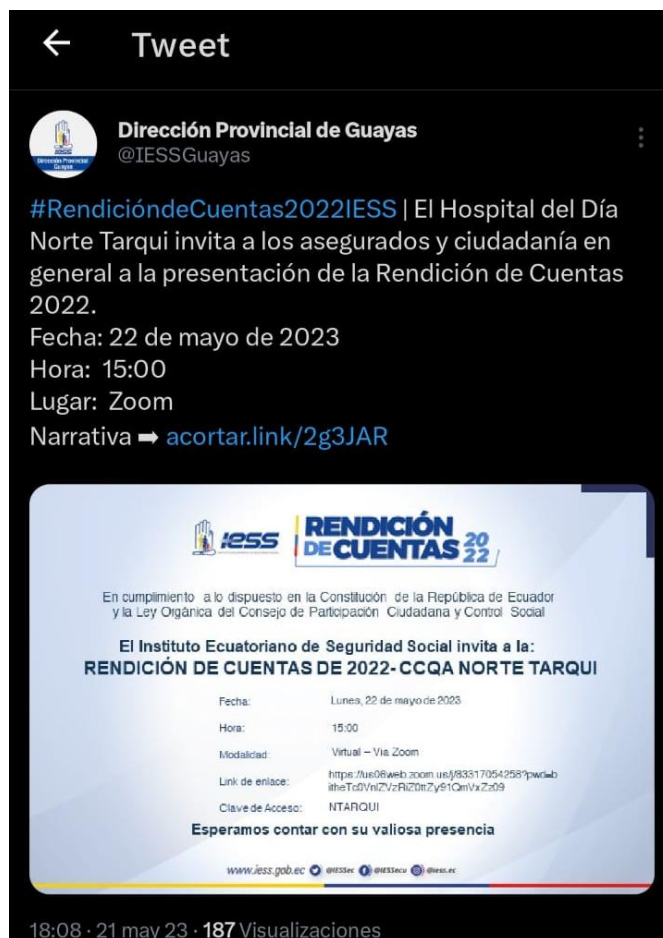 Tweet
Dirección Provincial de Guayas
@IESSGuayas
#RendicióndeCuentas2022IESS | El Hospital del Día
Norte Tarqui invita a los asegurados y ciudadanía en
general a la presentación de la Rendición de Cuentas
2022.
Fecha: 22 de mayo de 2023
Hora: 15:00
Lugar: Zoom
Narrativa ➡ acortar.link/2g3JAR
IESS
RENDICIÓN
DE CUENTAS 2022
En cumplimiento a lo dispuesto en la Constitución de la República de Ecuador
y la Ley Orgánica del Consejo de Participación Ciudadana y Control Social
El Instituto Ecuatoriano de Seguridad Social invita a la:
RENDICIÓN DE CUENTAS DE 2022- CCQA NORTE TARQUI
Fecha: Lunes, 22 de mayo de 2023
Hora: 15:00
Modalidad: Virtual – Vía Zoom
Link de enlace:
Clave de Acceso: NTARQUI
Esperamos contar con su valiosa presencia
www.iess.gob.ec @IESSec @IESSecu @iess.ec
18:08 · 21 may 23 · 187 Visualizaciones